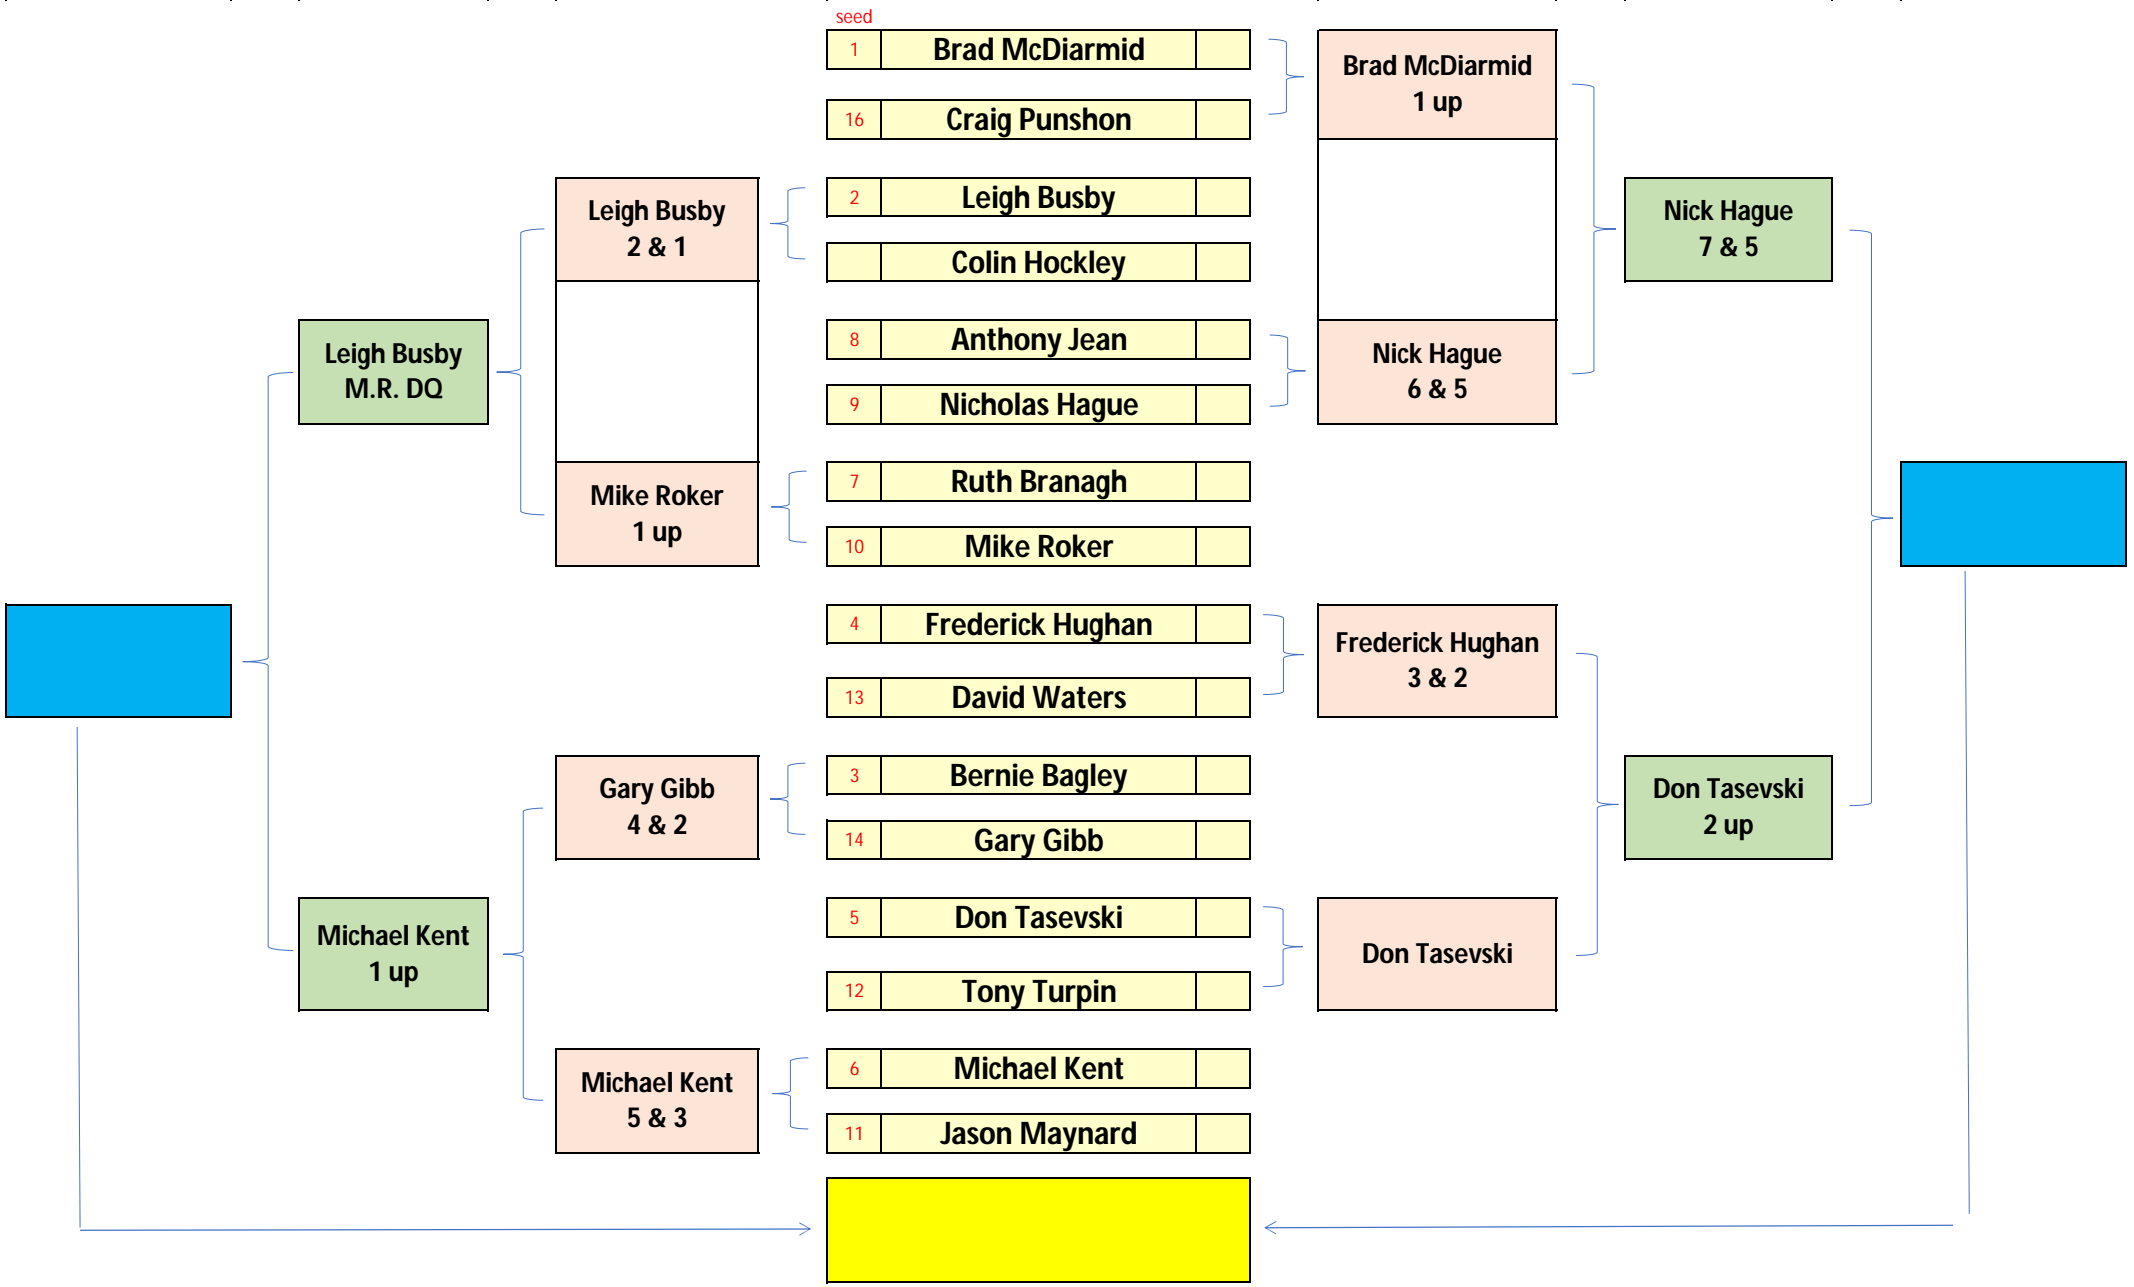 seed
1 Brad McDiarmid
Brad McDiarmid
1 up
16 Craig Punshon
2 Leigh Busby
Leigh Busby
2 & 1
Nick Hague
7 & 5
Colin Hockley
8 Anthony Jean
Leigh Busby
M.R. DQ
Nick Hague
6 & 5
9 Nicholas Hague
7 Ruth Branagh
Mike Roker
1 up
10 Mike Roker
4 Frederick Hughan
Frederick Hughan
3 & 2
13 David Waters
3 Bernie Bagley
Gary Gibb
4 & 2
Don Tasevski
2 up
14 Gary Gibb
5 Don Tasevski
Michael Kent
1 up
Don Tasevski
12 Tony Turpin
6 Michael Kent
Michael Kent
5 & 3
11 Jason Maynard